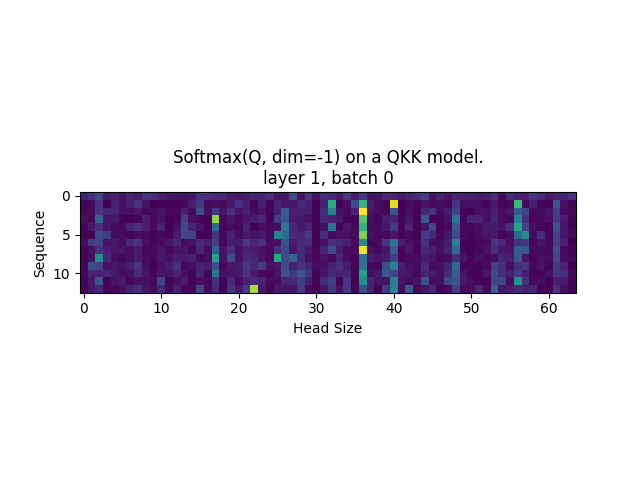 Softmax(Q, dim=-1) on a QKK model.
layer 1, batch 0
0
5
10
Sequence
0 10 20 30 40 50 60
Head Size